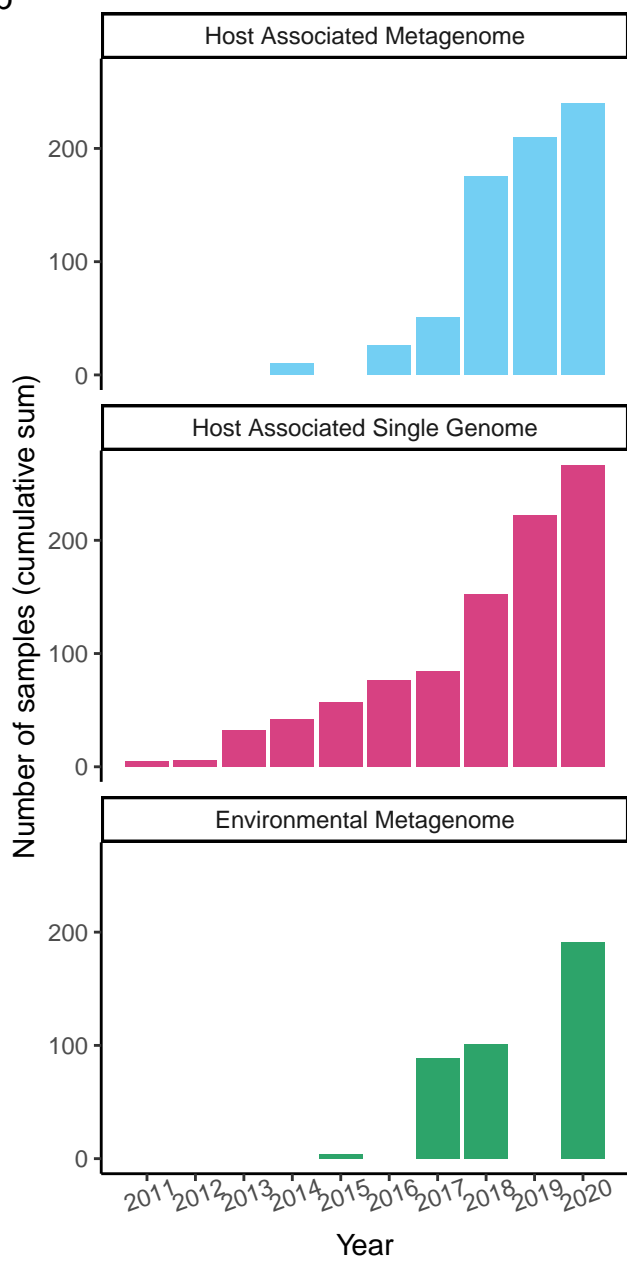 Host Associated Metagenome
200
100
0
Host Associated Single Genome
200
100
0
Number of samples (cumulative sum)
Environmental Metagenome
200
100
0
2011 2012 2013 2014 2015 2016 2017 2018 2019 2020
Year